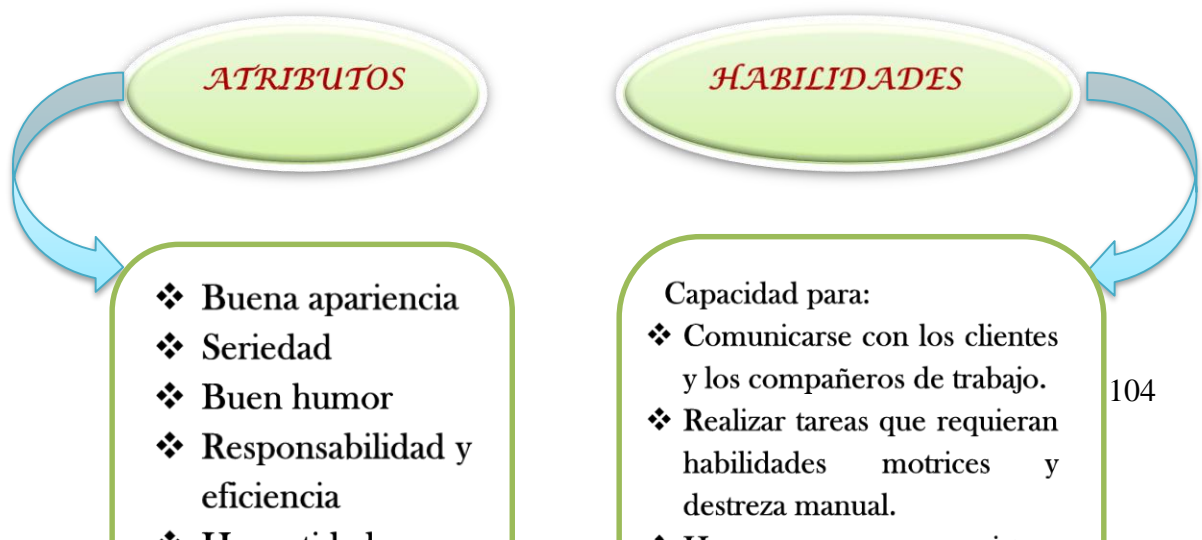 ATRIBUTOS
❖ Buena apariencia
❖ Seriedad
❖ Buen humor
❖ Responsabilidad y
eficiencia
HABILIDADES
Capacidad para:
❖ Comunicarse con los clientes
y los compañeros de trabajo.
❖ Realizar tareas que requieran
habilidades motrices y
destreza manual.
104